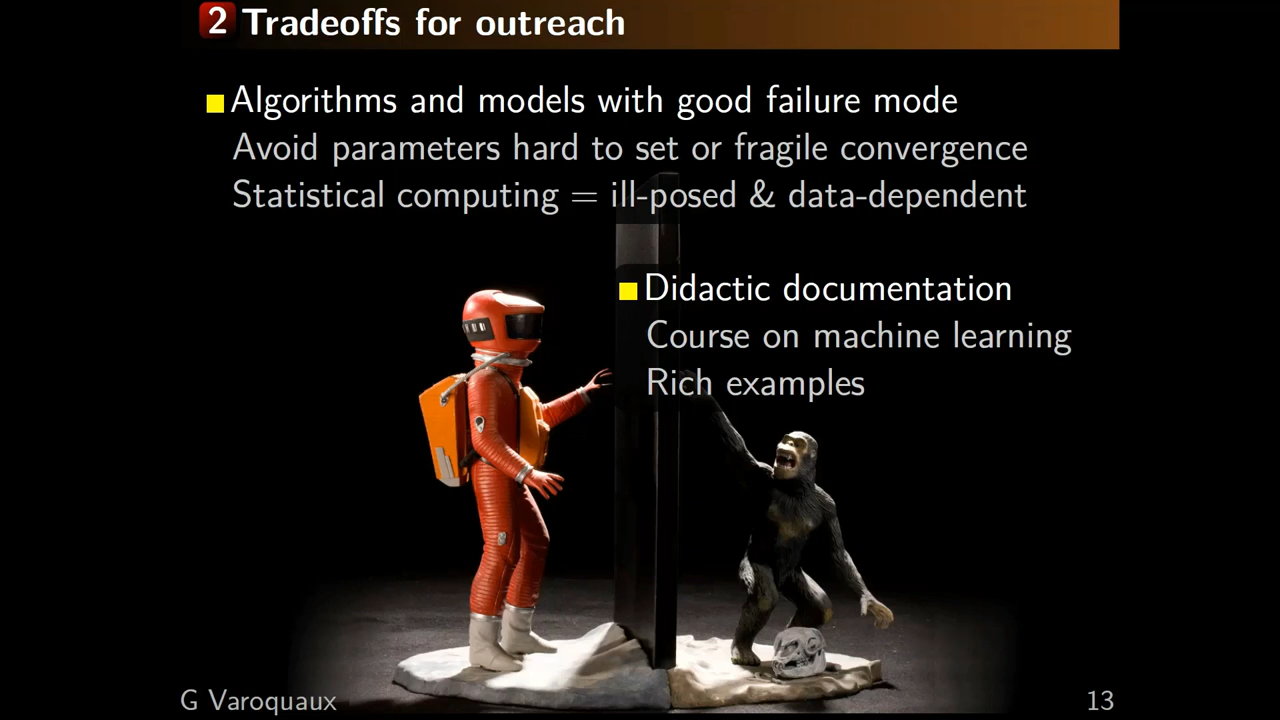 2 Tradeoffs for outreach
Algorithms and models with good failure mode
Avoid parameters hard to set or fragile convergence
Statistical computing = ill-posed & data-dependent
Didactic documentation
Course on machine learning
Rich examples
G Varoquaux
13